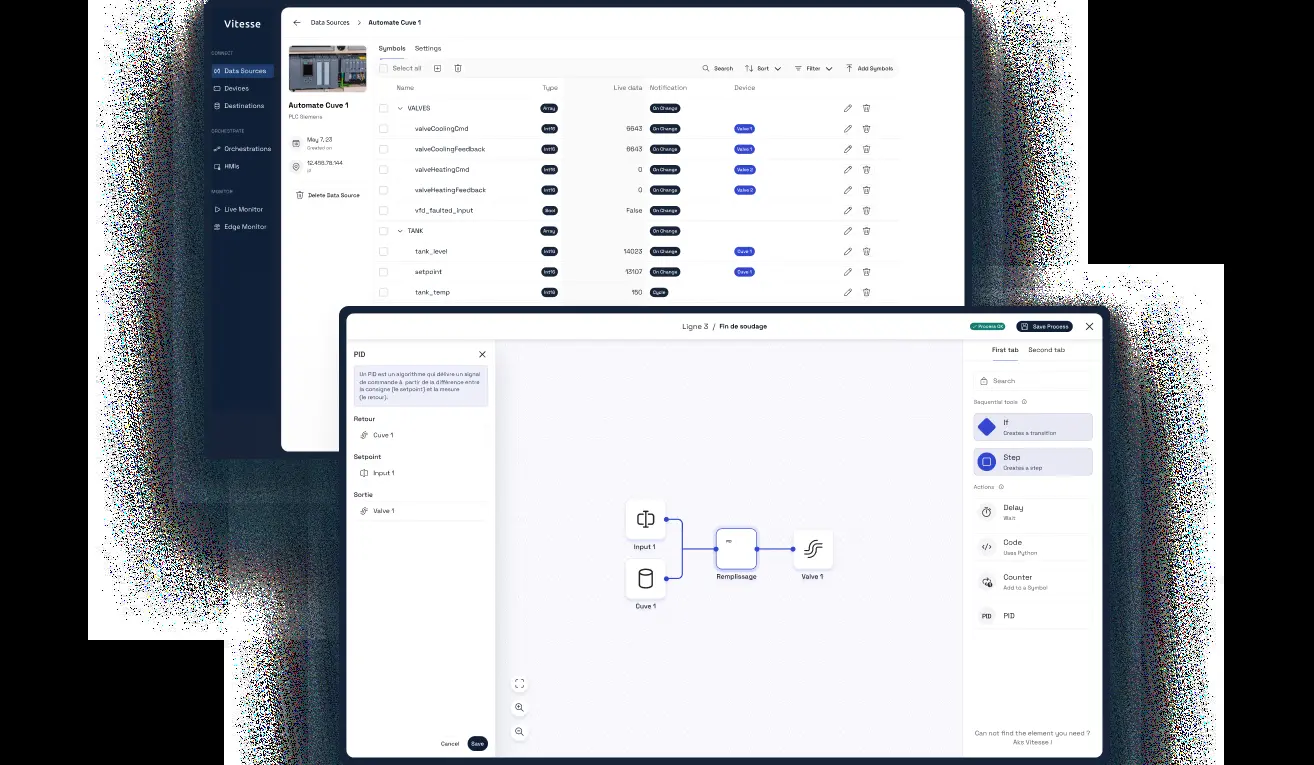 Vitesse
CONNECT
Data Sources
Devices
Destinations
ORCHESTRATE
Orchestrations
HMIs
MONITOR
Live Monitor
Edge Monitor
Data Sources > Automate Cuve 1
Automate Cuve 1
PLC Siemens
May 7, 23
Created on
12.456.78.144
IP
Delete Data Source
Symbols Settings
Select all Search Sort Filter Add Symbols
Name Type Live data Notification Device
VALVES Array On Change
valveCoolingCmd Int16 6643 On Change Valve 1
valveCoolingFeedback Int16 6643 On Change Valve 1
valveHeatingCmd Int16 0 On Change Valve 2
valveHeatingFeedback Int16 0 On Change Valve 2
vfd_faulted_input Bool False On Change
TANK Array On Change
tank_level Int16 14023 On Change Cuve 1
setpoint Int16 13107 On Change Cuve 1
tank_temp Int16 150 Cycle
Ligne 3 / Fin de soudage
Process OK
Save Process
PID
Un PID est un algorithme qui délivre un signal
de commande à partir de la différence entre
la consigne (le setpoint) et la mesure
(le retour).
Retour
Cuve 1
Setpoint
Input 1
Sortie
Valve 1
Cancel Save
Input 1
Cuve 1
PID
Remplissage
Valve 1
First tab Second tab
Search
Sequential tools
If
Creates a transition
Step
Creates a step
Actions
Delay
Wait
Code
Uses Python
Counter
Add to a Symbol
PID PID
Can not find the element you need ?
Aks Vitesse !